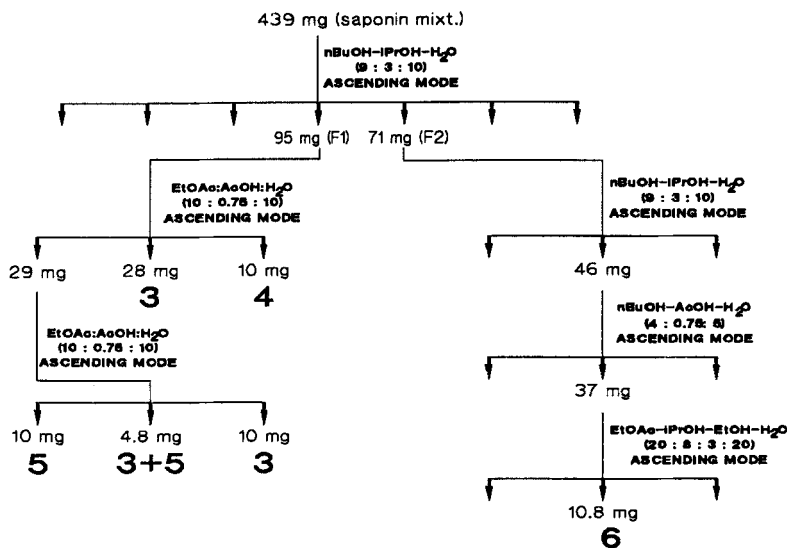 439 mg (saponin mixt.)
nBuOH-iPrOH-H2O
(9 : 3 : 10)
ASCENDING MODE
95 mg (F1) 71 mg (F2)
EtOAc:AcOH:H2O
(10 : 0.75 : 10)
ASCENDING MODE
nBuOH-iPrOH-H2O
(9 : 3 : 10)
ASCENDING MODE
29 mg 28 mg 10 mg
3 4
46 mg
EtOAc:AcOH:H2O
(10 : 0.75 : 10)
ASCENDING MODE
nBuOH-AcOH-H2O
(4 : 0.75: 5)
ASCENDING MODE
37 mg
10 mg 4.8 mg 10 mg
5 3+5 3
EtOAc-iPrOH-EtOH-H2O
(20 : 8 : 3 : 20)
ASCENDING MODE
10.8 mg
6